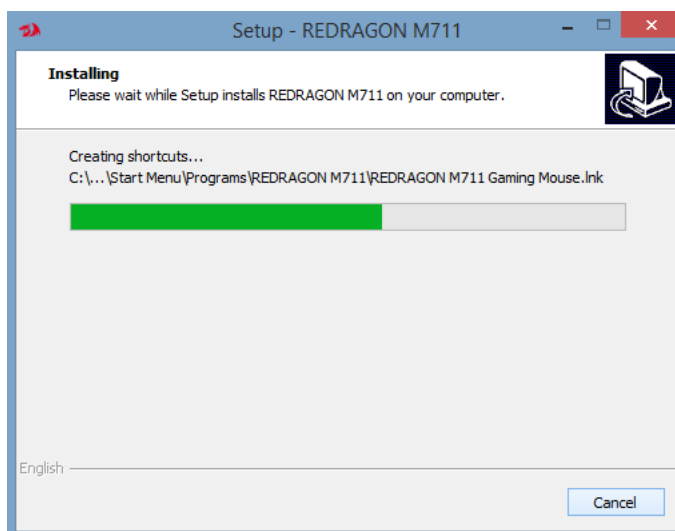 Setup - REDRAGON M711
Installing
Please wait while Setup installs REDRAGON M711 on your computer.
Creating shortcuts...
C:\...\Start Menu\Programs\REDRAGON M711\REDRAGON M711 Gaming Mouse.lnk
English
Cancel